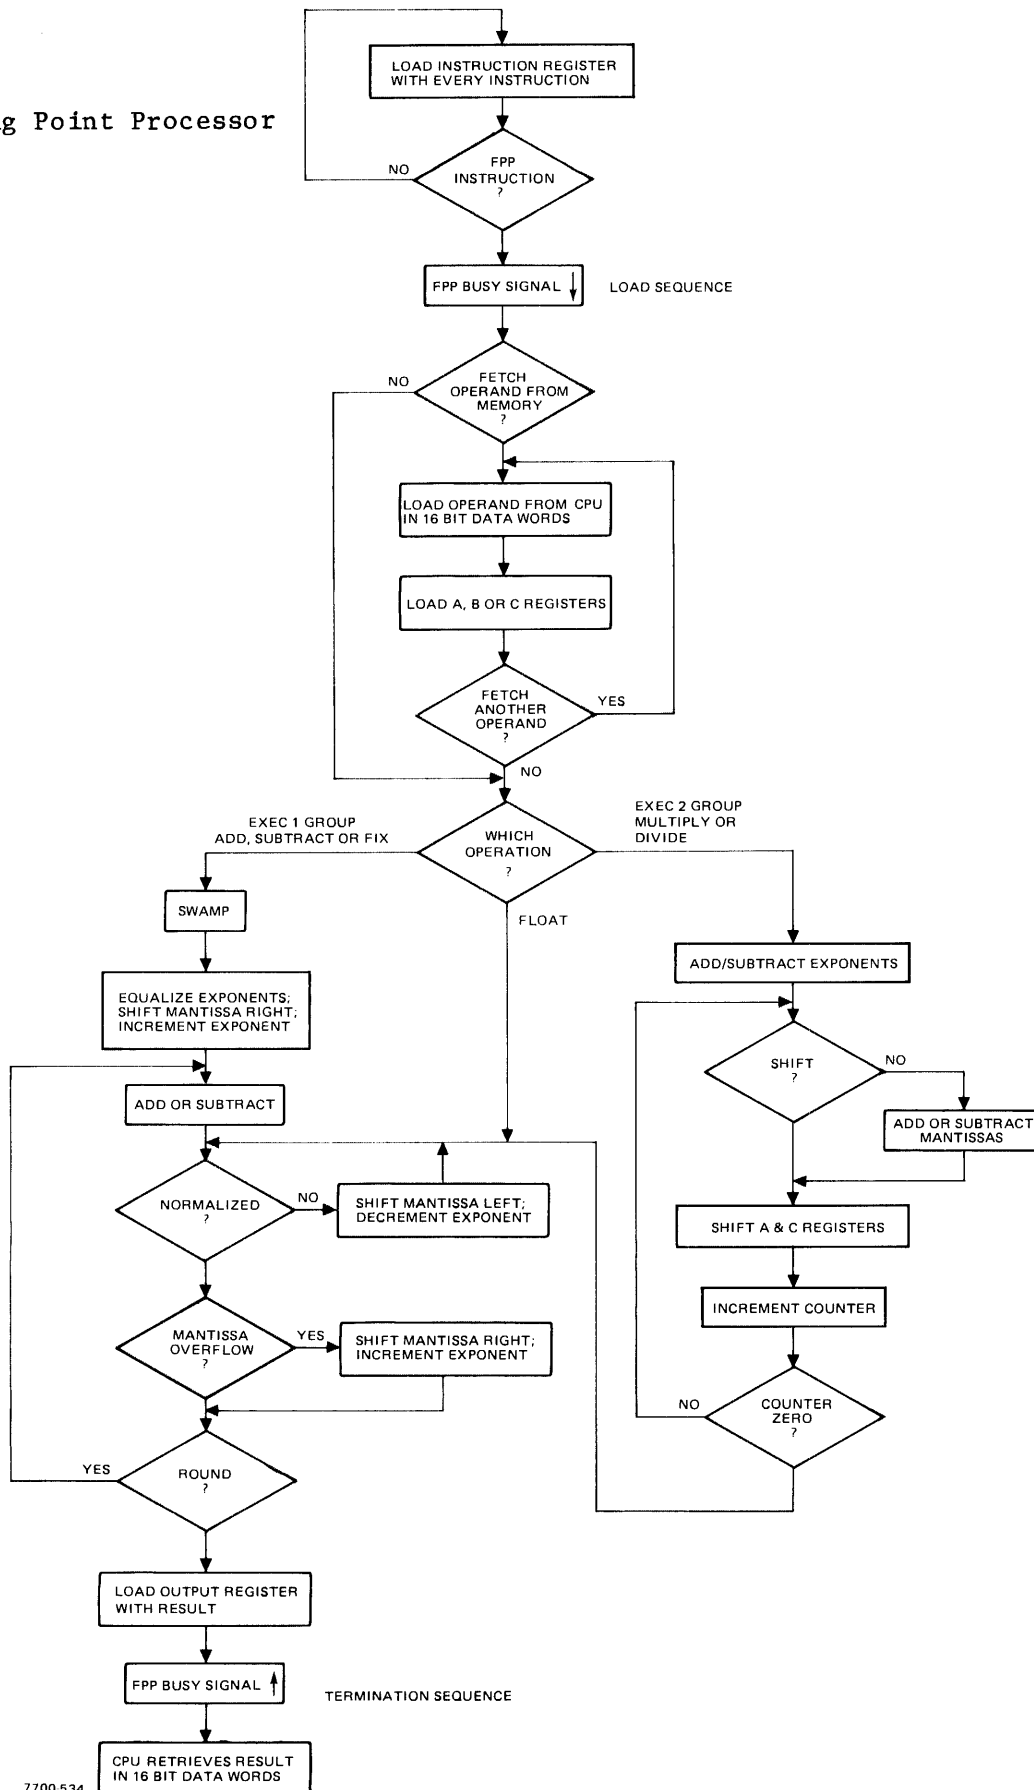 LOAD INSTRUCTION REGISTER
WITH EVERY INSTRUCTION
g Point Processor
NO
FPP
INSTRUCTION
?
FPP BUSY SIGNAL ↓
LOAD SEQUENCE
NO
FETCH
OPERAND FROM
MEMORY
?
LOAD OPERAND FROM CPU
IN 16 BIT DATA WORDS
LOAD A, B OR C REGISTERS
FETCH
ANOTHER
OPERAND
?
YES
NO
EXEC 1 GROUP
ADD, SUBTRACT OR FIX
WHICH
OPERATION
?
EXEC 2 GROUP
MULTIPLY OR
DIVIDE
FLOAT
SWAMP
EQUALIZE EXPONENTS;
SHIFT MANTISSA RIGHT;
INCREMENT EXPONENT
ADD OR SUBTRACT
NORMALIZED
?
NO
SHIFT MANTISSA LEFT;
DECREMENT EXPONENT
MANTISSA
OVERFLOW
?
YES
SHIFT MANTISSA RIGHT;
INCREMENT EXPONENT
YES
ROUND
?
ADD/SUBTRACT EXPONENTS
SHIFT
?
NO
ADD OR SUBTRACT
MANTISSAS
SHIFT A & C REGISTERS
INCREMENT COUNTER
NO
COUNTER
ZERO
?
LOAD OUTPUT REGISTER
WITH RESULT
FPP BUSY SIGNAL ↑
TERMINATION SEQUENCE
CPU RETRIEVES RESULT
IN 16 BIT DATA WORDS
7700-534